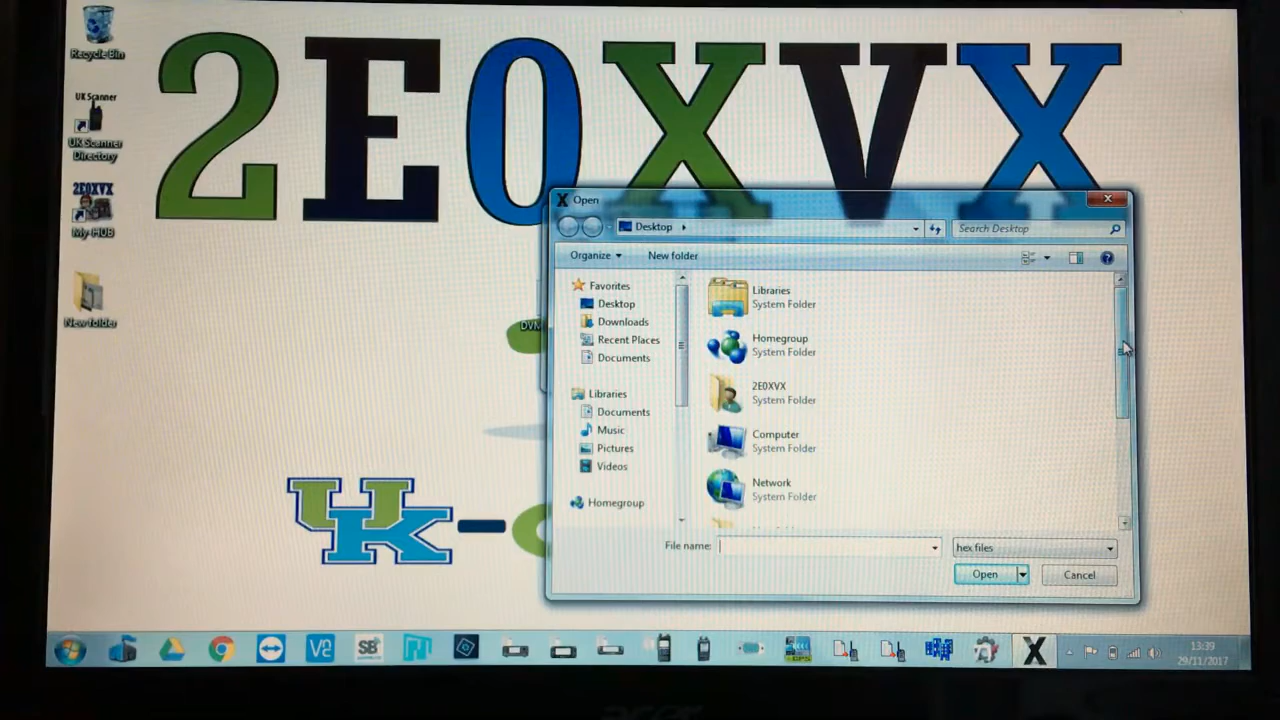 2E0XVX
Recycle Bin
UK Scanner
UK Scanner
Directory
2E0XVX
My-HUB
New folder
DVM
UK-
X Open
Desktop
Search Desktop
Organize
New folder
Favorites
Desktop
Downloads
Recent Places
Documents
Libraries
Documents
Music
Pictures
Videos
Homegroup
Libraries
System Folder
Homegroup
System Folder
2E0XVX
System Folder
Computer
System Folder
Network
System Folder
File name:
hex files
Open
Cancel
SB
X
13:39
29/11/2017
acer